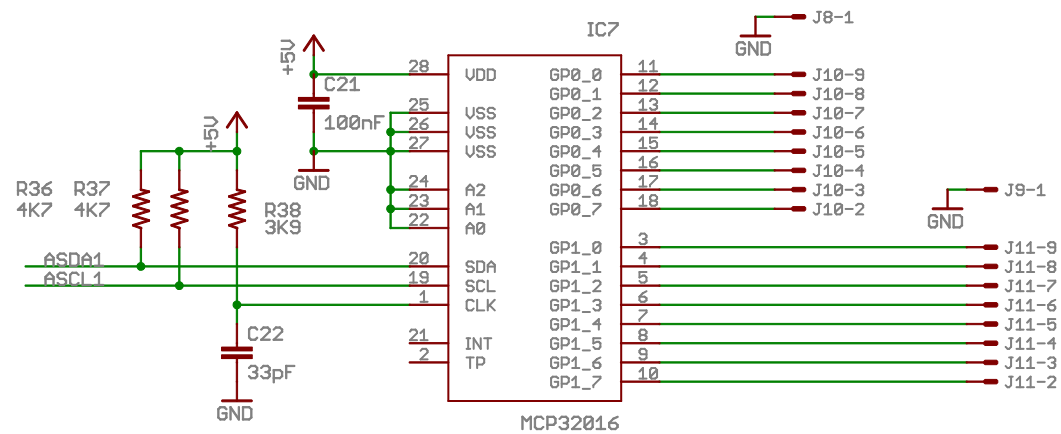 J8-1
IC7
GND
+5V
28 VDD GP0_0 11 J10-9
C21
GP0_1 12 J10-8
25 VSS GP0_2 13 J10-7
100nF 26 VSS GP0_3 14 J10-6
+5V
27 VSS GP0_4 15 J10-5
GP0_5 16 J10-4
GND
R36 R37 24 A2 GP0_6 17 J10-3 J9-1
4K7 4K7 R38 23 A1 GP0_7 18 J10-2
3K9 22 A0
GND
GP1_0 3 J11-9
ASDA1 20 SDA GP1_1 4 J11-8
ASCL1 19 SCL GP1_2 5 J11-7
1 CLK GP1_3 6 J11-6
GP1_4 7 J11-5
C22
21 INT GP1_5 8 J11-4
2 TP GP1_6 9 J11-3
33pF
GP1_7 10 J11-2
GND
MCP32016